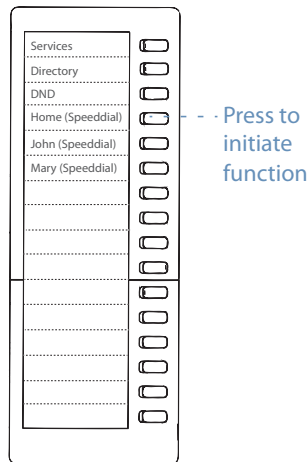 Services
Directory
DND
Home (Speeddial)
Press to
initiate
function
John (Speeddial)
Mary (Speeddial)